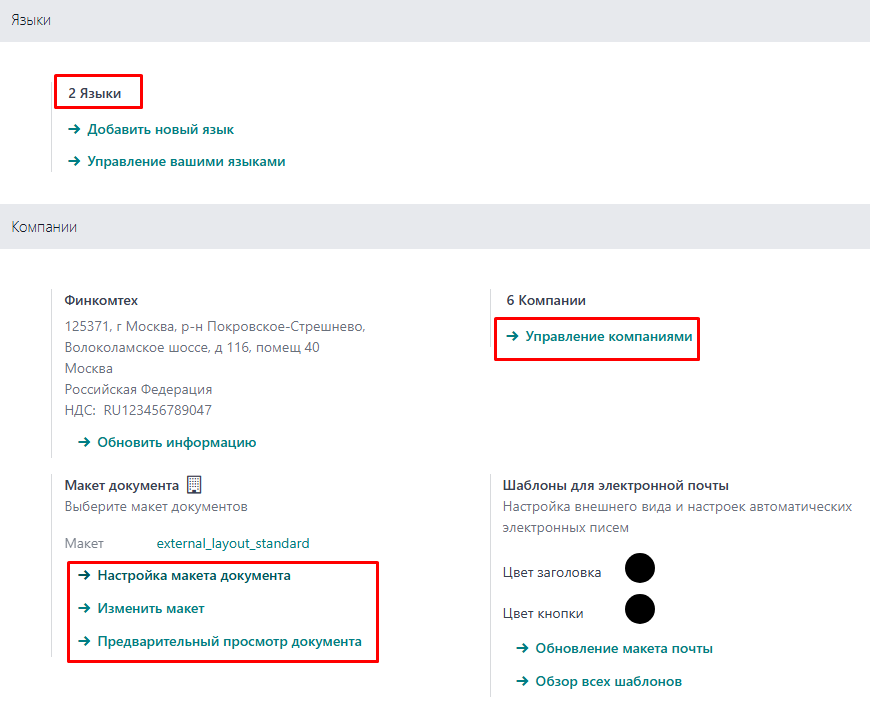 Языки
2 Языки
Добавить новый язык
Управление вашими языками
Компании
Финкомтех
125371, г Москва, р-н Покровское-Стрешнево,
Волоколамское шоссе, д 116, помещ 40
Москва
Российская Федерация
НДС: RU123456789047
Обновить информацию
6 Компании
Управление компаниями
Макет документа
Выберите макет документов
Макет external_layout_standard
Настройка макета документа
Изменить макет
Предварительный просмотр документа
Шаблоны для электронной почты
Настройка внешнего вида и настроек автоматических
электронных писем
Цвет заголовка
Цвет кнопки
Обновление макета почты
Обзор всех шаблонов